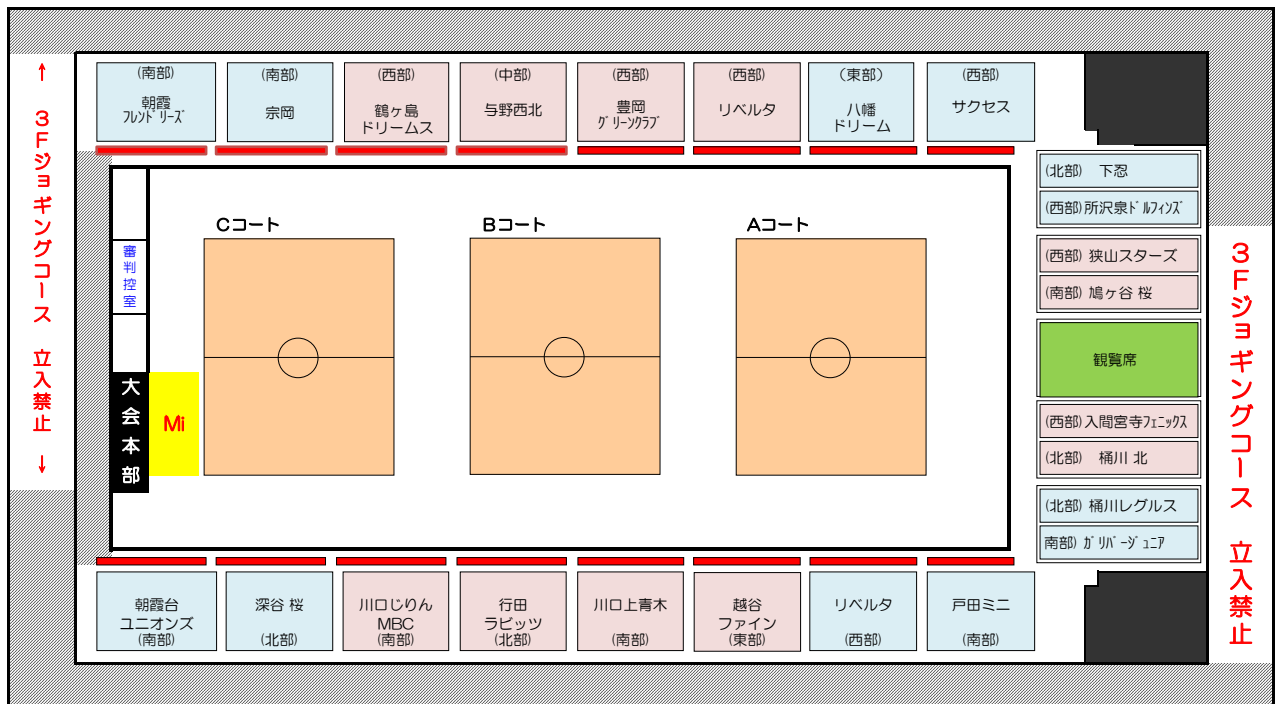 (南部)
朝霞
フレンドリーズ
(南部)
宗岡
(西部)
鶴ヶ島
ドリームス
(中部)
与野西北
(西部)
豊岡
グリーンクラブ
(西部)
リベルタ
(東部)
八幡
ドリーム
(西部)
サクセス
↑ 3Fジョギングコース 立入禁止 ↓
(北部) 下忍
(西部)所沢泉ドルフィンズ
(西部) 狭山スターズ
(南部) 鳩ヶ谷 桜
観覧席
(西部)入間宮寺フェニックス
(北部) 桶川 北
(北部) 桶川レグルス
南部) ガリバージュニア
3Fジョギングコース 立入禁止
Cコート
Bコート
Aコート
審判控室
大会本部
Mi
朝霞台
ユニオンズ
(南部)
深谷 桜
(北部)
川口じりん
MBC
(南部)
行田
ラビッツ
(北部)
川口上青木
(南部)
越谷
ファイン
(東部)
リベルタ
(西部)
戸田ミニ
(南部)